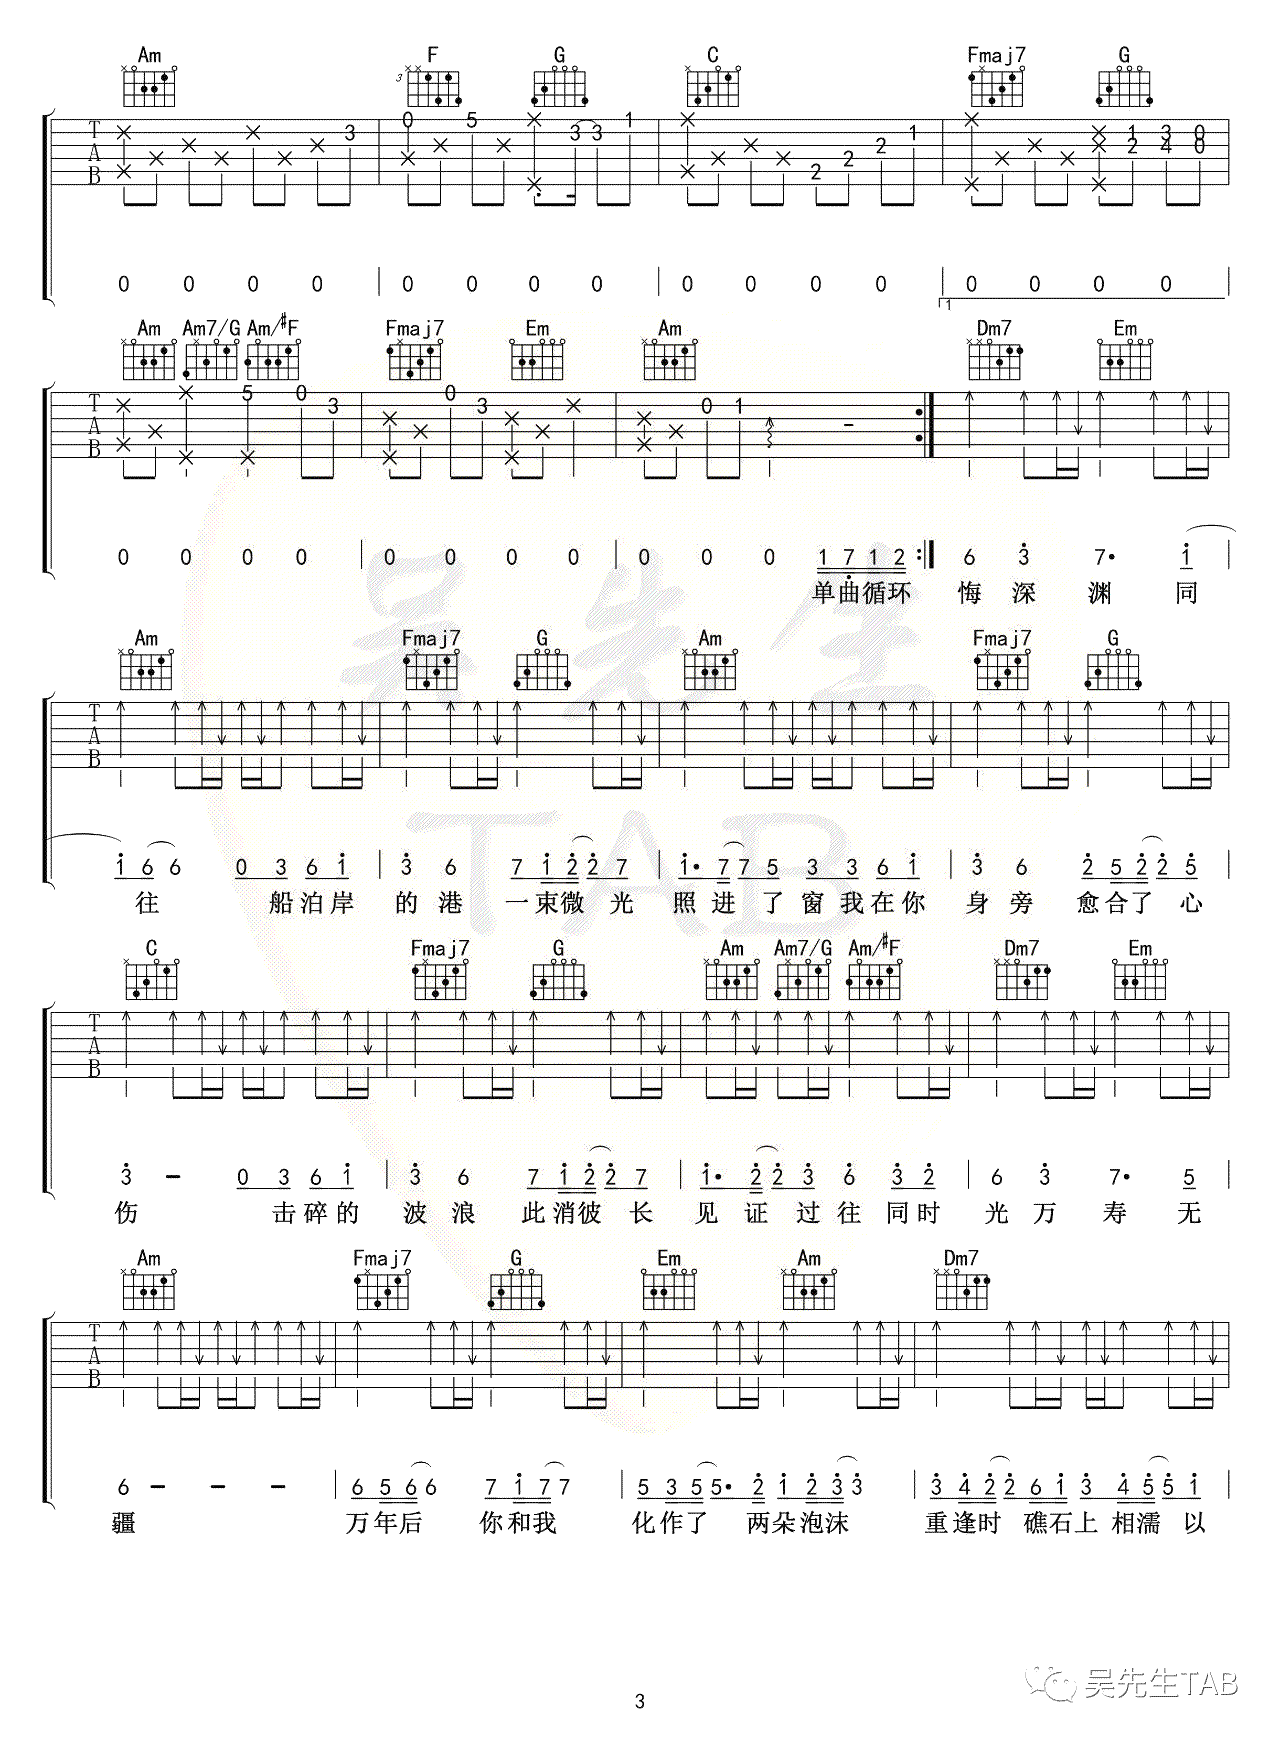 Am F G C Fmaj7 G
3
T A B
3 0 5 3 3 1 2 2 2 1 1 3 0
2 4 0
0 0 0 0 0 0 0 0 0 0 0 0 0 0 0 0
1
Am Am7/G Am/#F Fmaj7 Em Am Dm7 Em
T A B
5 0 3 0 3 0 1 -
0 0 0 0 0 0 0 0 0 0 0 1 7 1 2 6 3 7· 1
单曲循环 悔深渊同
Am Fmaj7 G Am Fmaj7 G
T A B
1 6 6 0 3 6 1 3 6 7 1 2 2 7 1· 7 7 5 3 3 6 1 3 6 2 5 2 2 5
往 船泊岸的港 一束微光 照进了窗我在你身旁 愈合了心
C Fmaj7 G Am Am7/G Am/#F Dm7 Em
T A B
3 - 0 3 6 1 3 6 7 1 2 2 7 1· 2 2 3 6 3 2 6 3 7· 5
伤 击碎的波浪 此消彼长 见证过往同时光万寿无
Am Fmaj7 G Em Am Dm7
T A B
6 - - - 6 5 6 6 7 1 7 7 5 3 5 5· 2 1 2 3 3 3 4 2 2 6 1 3 4 5 5 1
疆 万年后 你和我 化作了 两朵泡沫 重逢时 礁石上相濡以
3
吴先生TAB
吴先生
TAB